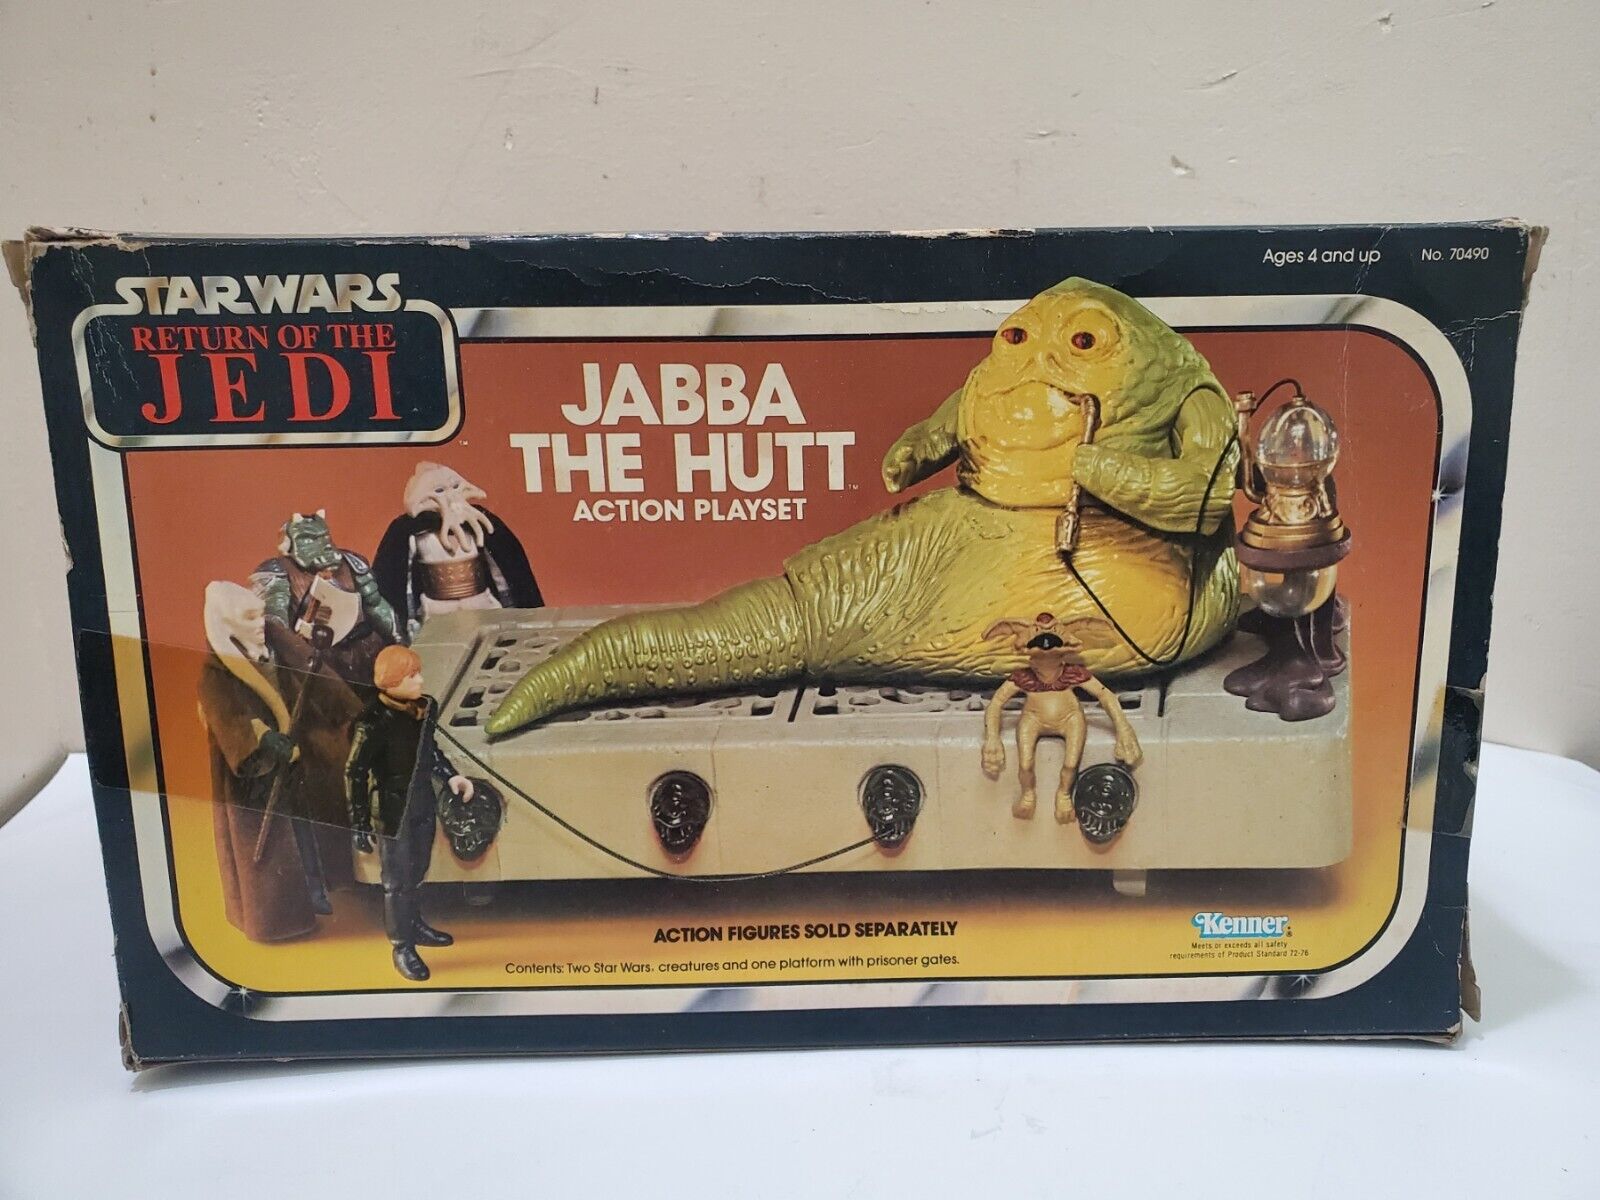 Ages 4 and up
No. 70490
STAR WARS
RETURN OF THE
JEDI
TM
JABBA
THE HUTT
TM
ACTION PLAYSET
ACTION FIGURES SOLD SEPARATELY
Contents: Two Star Wars® creatures and one platform with prisoner gates.
Kenner®
Meets or exceeds all safety
requirements of Product Standard 72-76